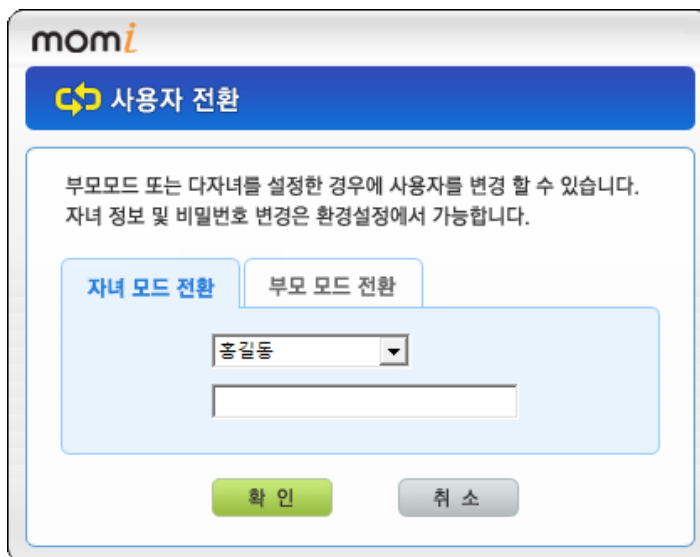 momi
사용자 전환
부모모드 또는 다자녀를 설정한 경우에 사용자를 변경 할 수 있습니다.
자녀 정보 및 비밀번호 변경은 환경설정에서 가능합니다.
자녀 모드 전환 부모 모드 전환
홍길동
확 인 취 소